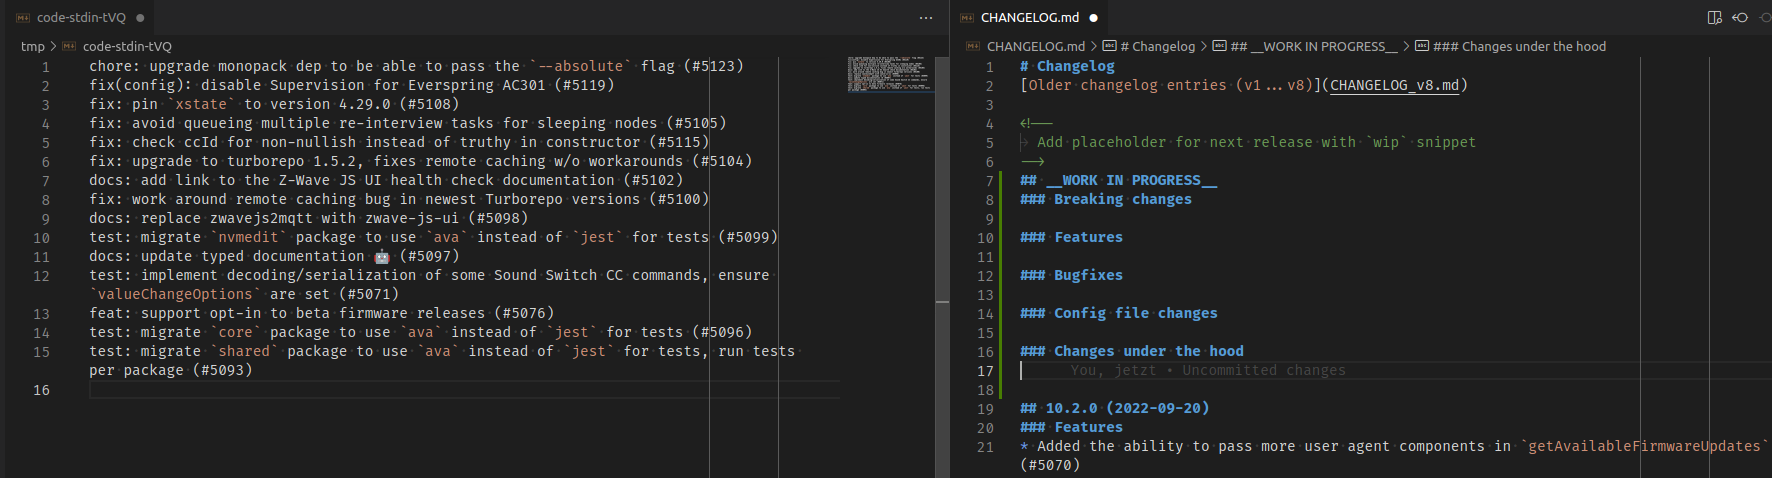 code-stdin-tVQ
tmp > code-stdin-tVQ
1 chore: upgrade monopack dep to be able to pass the `--absolute` flag (#5123)
2 fix(config): disable Supervision for Everspring AC301 (#5119)
3 fix: pin `xstate` to version 4.29.0 (#5108)
4 fix: avoid queueing multiple re-interview tasks for sleeping nodes (#5105)
5 fix: check ccId for non-nullish instead of truthy in constructor (#5115)
6 fix: upgrade to turborepo 1.5.2, fixes remote caching w/o workarounds (#5104)
7 docs: add link to the Z-Wave JS UI health check documentation (#5102)
8 fix: work around remote caching bug in newest Turborepo versions (#5100)
9 docs: replace zwavejs2mqtt with zwave-js-ui (#5098)
10 test: migrate `nvmedit` package to use `ava` instead of `jest` for tests (#5099)
11 docs: update typed documentation 🤖 (#5097)
12 test: implement decoding/serialization of some Sound Switch CC commands, ensure
`valueChangeOptions` are set (#5071)
13 feat: support opt-in to beta firmware releases (#5076)
14 test: migrate `core` package to use `ava` instead of `jest` for tests (#5096)
15 test: migrate `shared` package to use `ava` instead of `jest` for tests, run tests
per package (#5093)
16
CHANGELOG.md
CHANGELOG.md > # Changelog > ## __WORK IN PROGRESS__ > ### Changes under the hood
1 # Changelog
2 [Older changelog entries (v1...v8)](CHANGELOG_v8.md)
3
4 <!--
5 Add placeholder for next release with `wip` snippet
6 -->
7 ## __WORK IN PROGRESS__
8 ### Breaking changes
9
10 ### Features
11
12 ### Bugfixes
13
14 ### Config file changes
15
16 ### Changes under the hood
17 You, jetzt • Uncommitted changes
18
19 ## 10.2.0 (2022-09-20)
20 ### Features
21 * Added the ability to pass more user agent components in `getAvailableFirmwareUpdates`
(#5070)